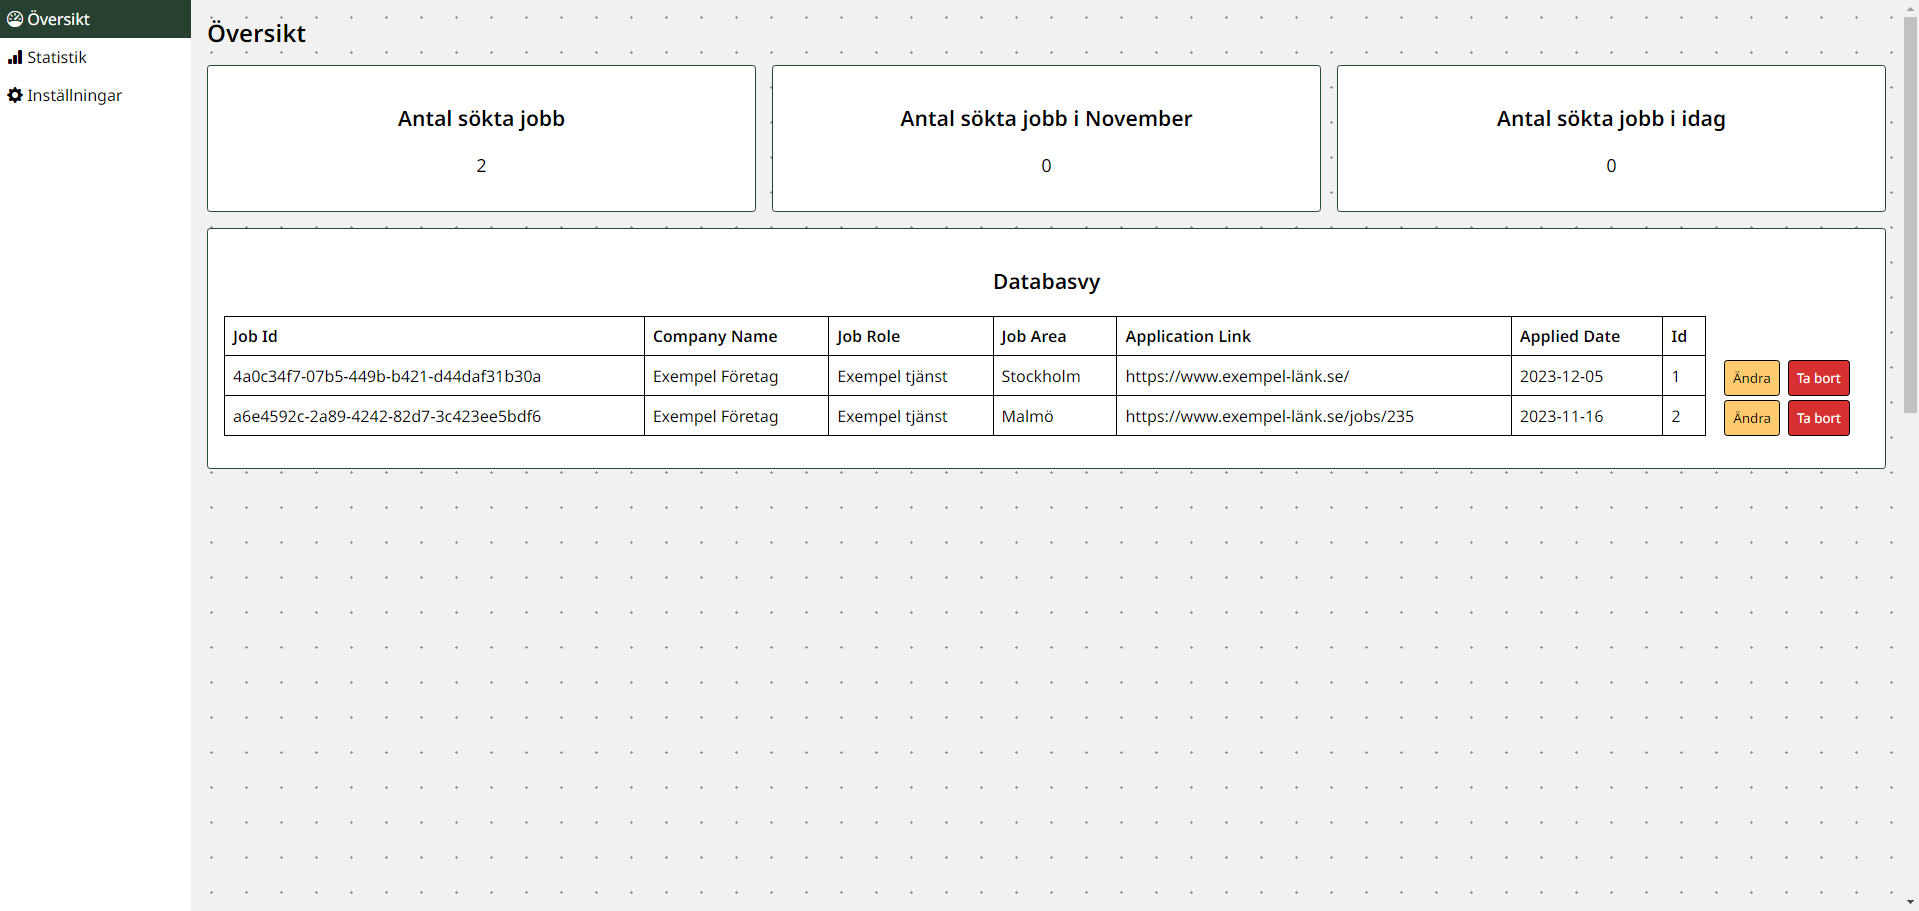 Översikt
Statistik
Inställningar
Översikt
Antal sökta jobb
2
Antal sökta jobb i November
0
Antal sökta jobb i idag
0
Databasvy
Job Id Company Name Job Role Job Area Application Link Applied Date Id
4a0c34f7-07b5-449b-b421-d44daf31b30a Exempel Företag Exempel tjänst Stockholm https://www.exempel-länk.se/ 2023-12-05 1 Ändra Ta bort
a6e4592c-2a89-4242-82d7-3c423ee5bdf6 Exempel Företag Exempel tjänst Malmö https://www.exempel-länk.se/jobs/235 2023-11-16 2 Ändra Ta bort